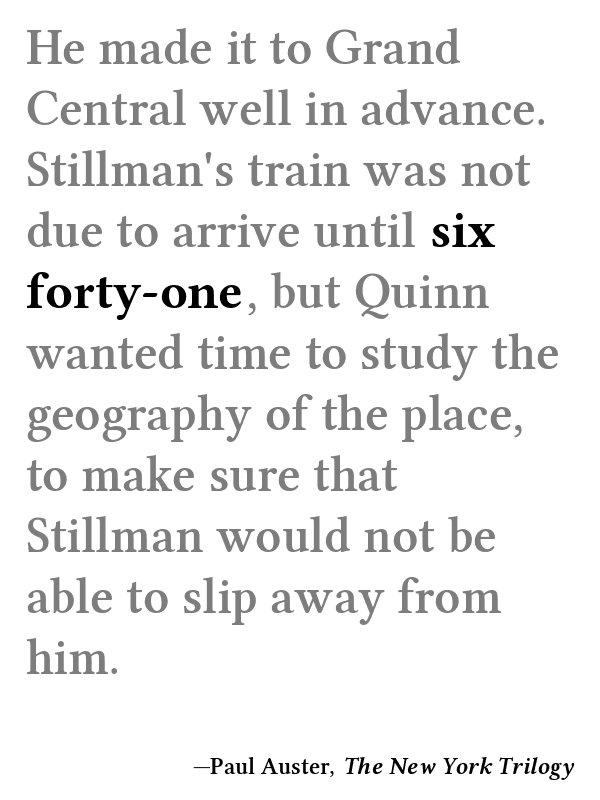 He made it to Grand
Central well in advance.
Stillman's train was not
due to arrive until six
forty-one, but Quinn
wanted time to study the
geography of the place,
to make sure that
Stillman would not be
able to slip away from
him.
—Paul Auster, The New York Trilogy